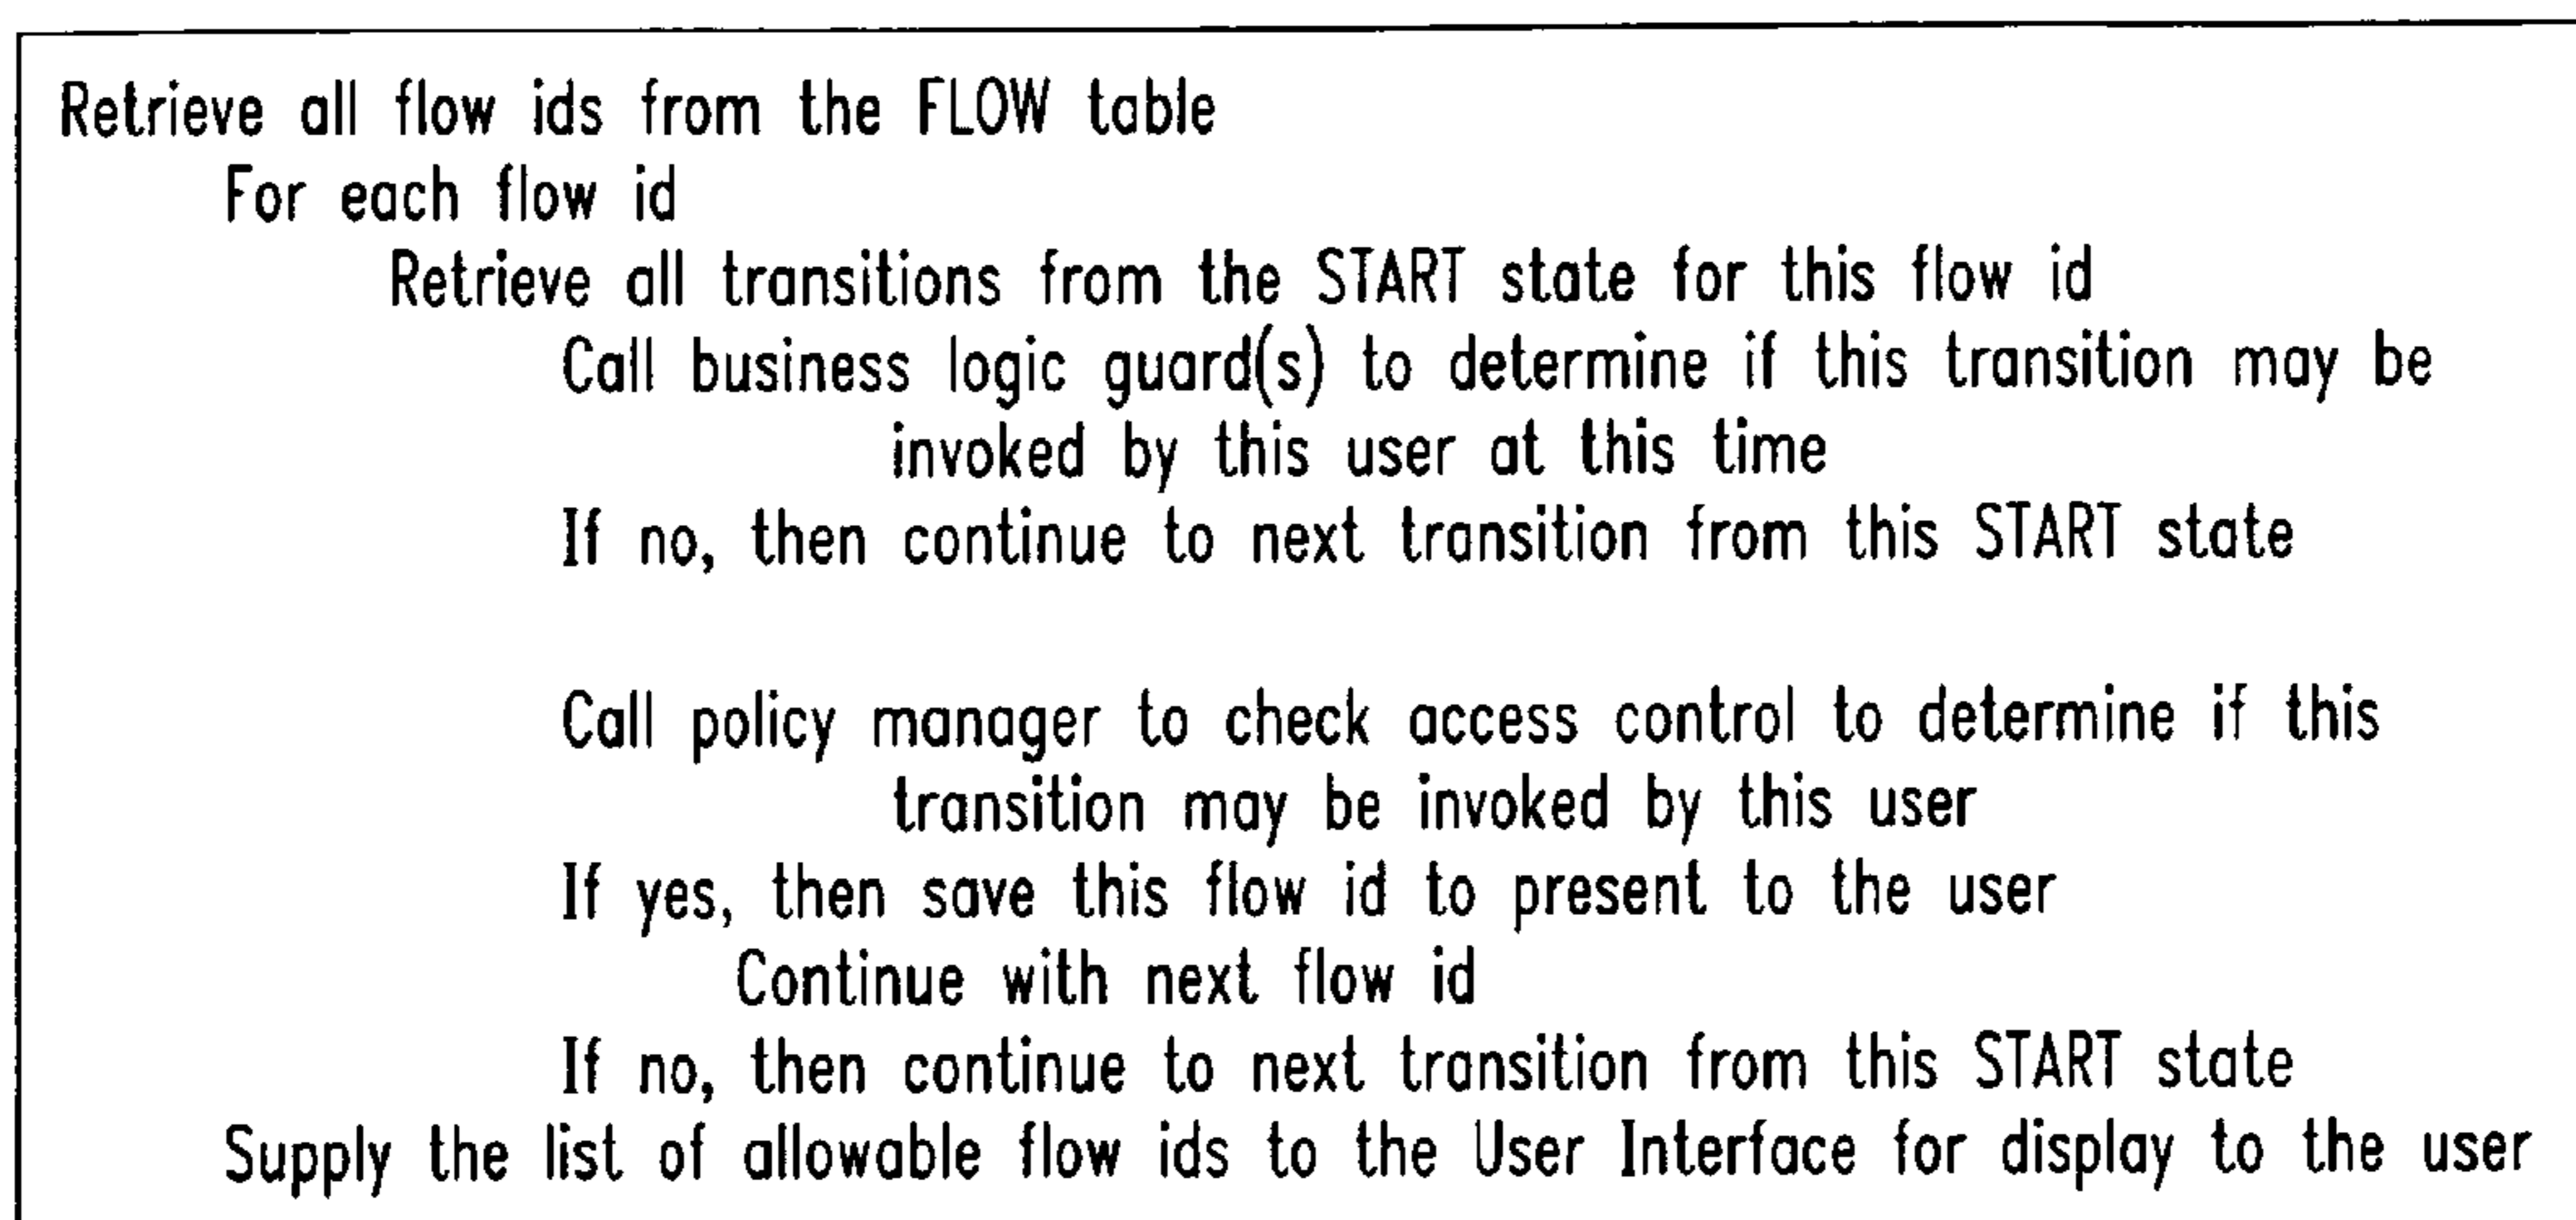 Retrieve all flow ids from the FLOW table
For each flow id
Retrieve all transitions from the START state for this flow id
Call business logic guard(s) to determine if this transition may be
invoked by this user at this time
If no, then continue to next transition from this START state
Call policy manager to check access control to determine if this
transition may be invoked by this user
If yes, then save this flow id to present to the user
Continue with next flow id
If no, then continue to next transition from this START state
Supply the list of allowable flow ids to the User Interface for display to the user